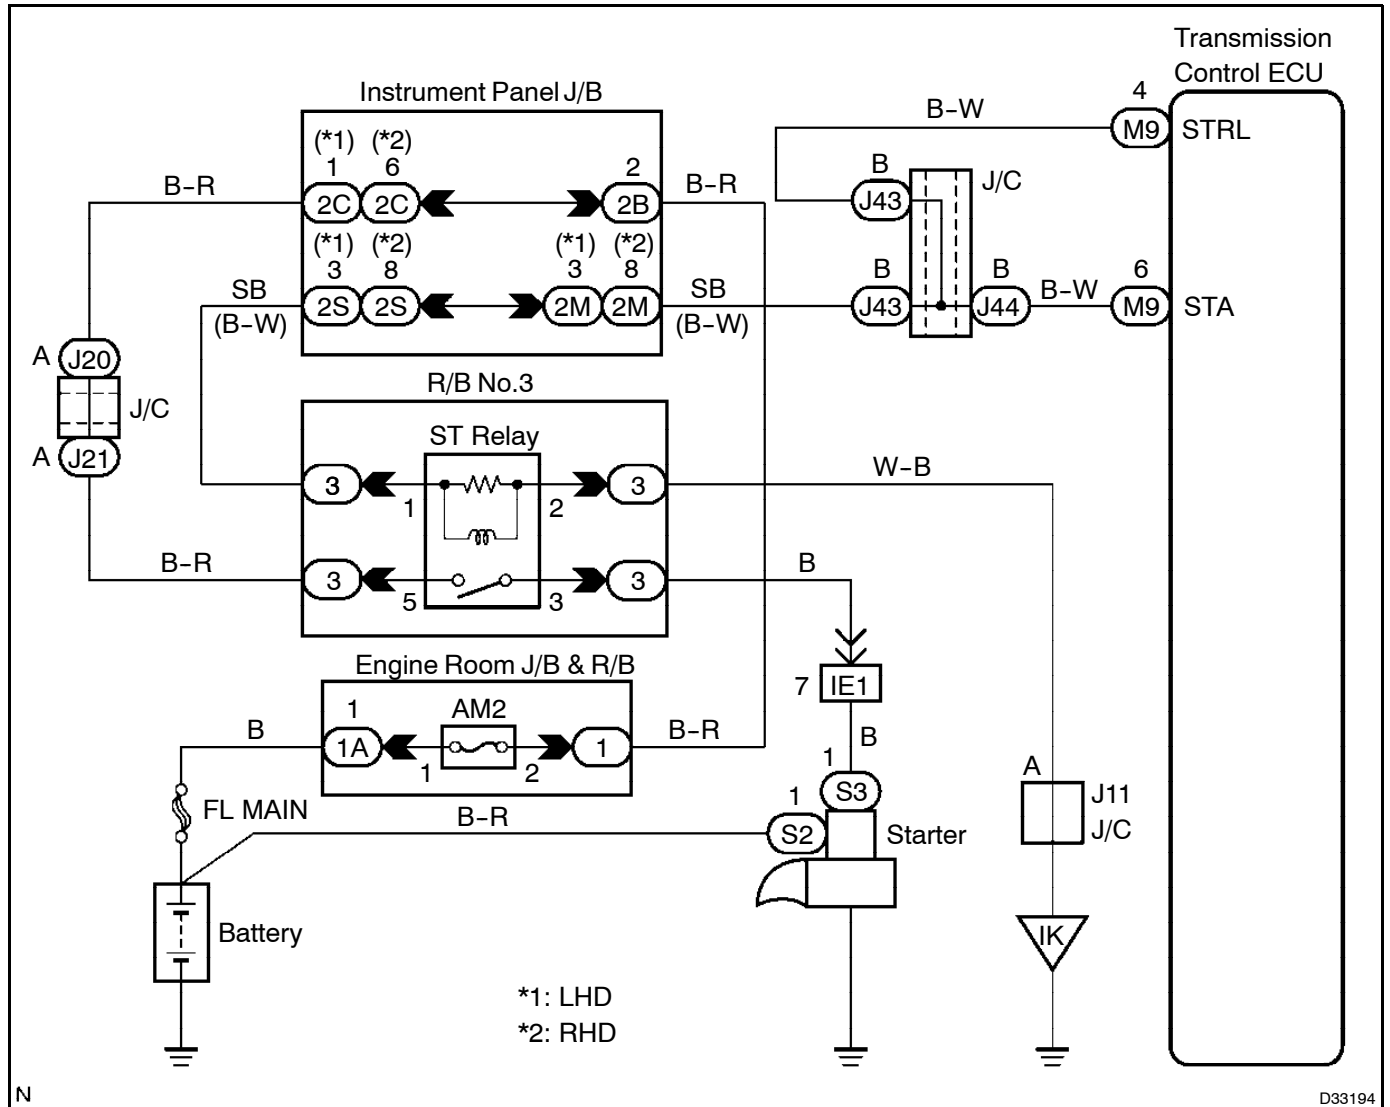 Transmission
Control ECU
Instrument Panel J/B
4
B-W
M9
STRL
(*1)
(*2)
1
6
2
B
J/C
B-R
2C
2C
2B
B-R
J43
(*1)
(*2)
(*1)
(*2)
3
8
3
8
B
B
6
SB
2S
2S
2M
2M
SB
J43
J44
B-W
M9
STA
(B-W)
(B-W)
A
J20
R/B No.3
J/C
ST Relay
A
J21
W-B
3
3
1
2
B-R
B
3
3
5
3
Engine Room J/B & R/B
7
IE1
1
AM2
B
1A
1
B-R
B
1
2
1
A
FL MAIN
1
S3
J11
B-R
S2
Starter
J/C
Battery
IK
*1: LHD
*2: RHD
N
D33194